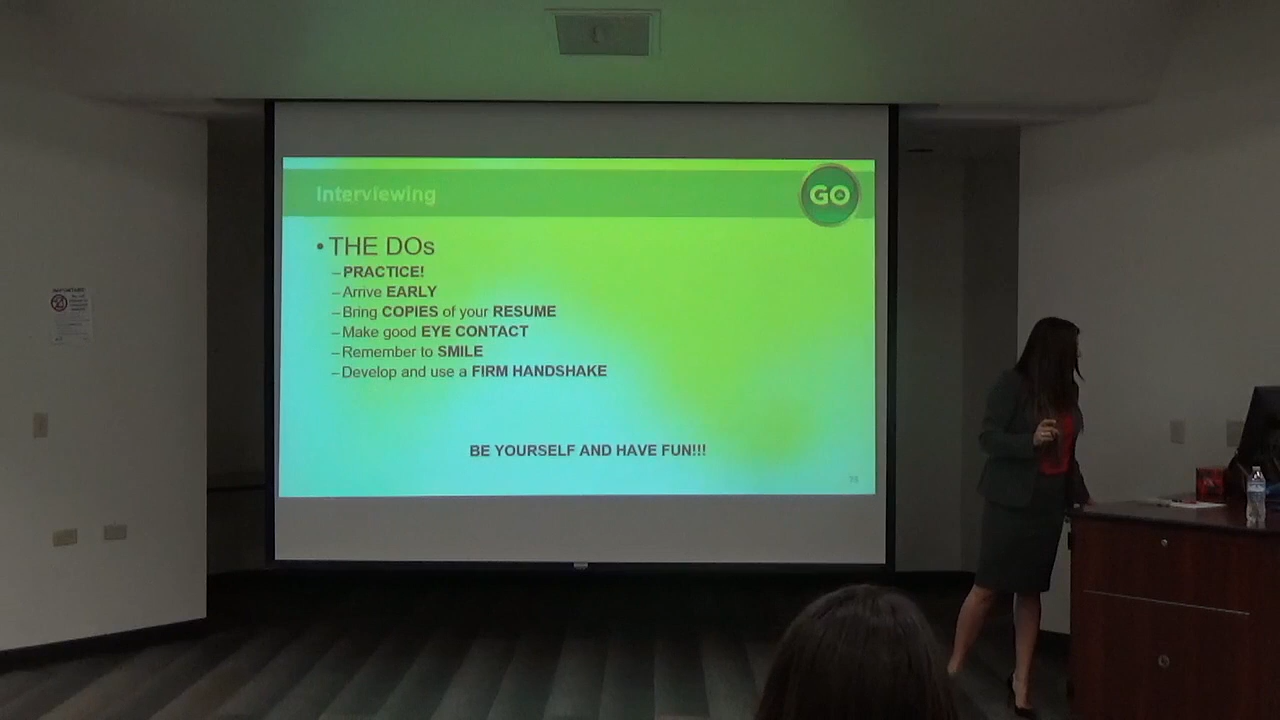 Interviewing
GO
• THE DOs
– PRACTICE!
– Arrive EARLY
– Bring COPIES of your RESUME
– Make good EYE CONTACT
– Remember to SMILE
– Develop and use a FIRM HANDSHAKE
BE YOURSELF AND HAVE FUN!!!